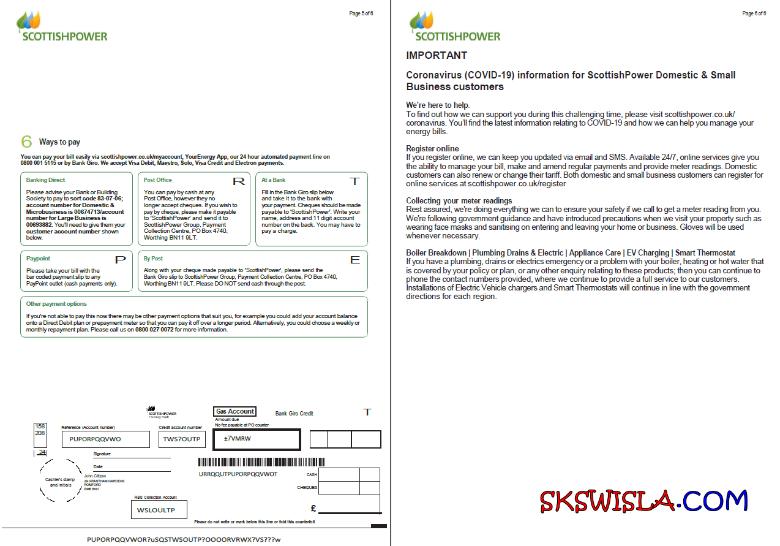 SCOTTISHPOWER
Page 5 of 6
6 Ways to pay
You can pay your bill easily via scottishpower.co.uk/myaccount, YourEnergy App, our 24 hour automated payment line on
0800 001 5115 or by Bank Giro. We accept Visa Debit, Maestro, Solo, Visa Credit and Electron payments.
Banking Direct
Please advise your Bank or Building
Society to pay to sort code 83-07-06;
account number for Domestic &
Microbusiness is 00674713/account
number for Large Business is
00693882. You'll need to give them your
customer account number shown
below.
Post Office R
You can pay by cash at any
Post Office, however they no
longer accept cheques. If you wish to
pay by cheque, please make it payable
to 'ScottishPower' and send it to
ScottishPower Group, Payment
Collection Centre, PO Box 4740,
Worthing BN11 9LT.
At a Bank T
Fill in the Bank Giro slip below
and take it to the bank with
your payment. Cheques should be made
payable to 'ScottishPower'. Write your
name, address and 11 digit account
number on the back. You may have to
pay a charge.
Paypoint P
Please take your bill with the
bar coded payment slip to any
PayPoint outlet (cash payments only).
By Post E
Along with your cheque made payable to 'ScottishPower', please send the
Bank Giro slip to ScottishPower Group, Payment Collection Centre, PO Box 4740,
Worthing BN11 9LT. Please DO NOT send cash through the post.
Other payment options
If you're not able to pay this now there may be other payment options that suit you, for example you could add your account balance
onto a Direct Debit plan or prepayment meter so that you can pay it off over a longer period. Alternatively, you could choose a weekly or
monthly repayment plan. Please call us on 0800 027 0072 for more information.
SCOTTISHPOWER
Gas Account
Bank Giro Credit
T
Amount due
No fee payable at PO counter
Reference (Account number)
Credit account number
PUPORPQQVWO
TWS?OUTP
±7VMRW
Signature
Date
Cashier's stamp
and initials
URRQQUTPUPORPQQVWOT
CASH
CHEQUES
£
Refs: Collection Account
WSLOULTP
Please do not write or mark below this line or fold this counterfoil
PUPORPQQVWOR?uSQSTWSOUTP?OOOORVRWX?VS???w
SCOTTISHPOWER
Page 6 of 6
IMPORTANT
Coronavirus (COVID-19) information for ScottishPower Domestic & Small
Business customers
We're here to help.
To find out how we can support you during this challenging time, please visit scottishpower.co.uk/
coronavirus. You'll find the latest information relating to COVID-19 and how we can help you manage your
energy bills.
Register online
If you register online, we can keep you updated via email and SMS. Available 24/7, online services give you
the ability to manage your bill, make and amend regular payments and provide meter readings. Domestic
customers can also renew or change their tariff. Both domestic and small business customers can register for
online services at scottishpower.co.uk/register
Collecting your meter readings
Rest assured, we're doing everything we can to ensure your safety if we call to get a meter reading from you.
We're following government guidance and have introduced precautions when we visit your property such as
wearing face masks and sanitising on entering and leaving your home or business. Gloves will be used
whenever necessary.
Boiler Breakdown | Plumbing Drains & Electric | Appliance Care | EV Charging | Smart Thermostat
If you have a plumbing, drains or electrics emergency or a problem with your boiler, heating or hot water that
is covered by your policy or plan, or any other enquiry relating to these products; then you can continue to
phone the contact numbers provided, where we continue to provide a full service to our customers.
Installations of Electric Vehicle chargers and Smart Thermostats will continue in line with the government
directions for each region.
SKSWISLA.COM